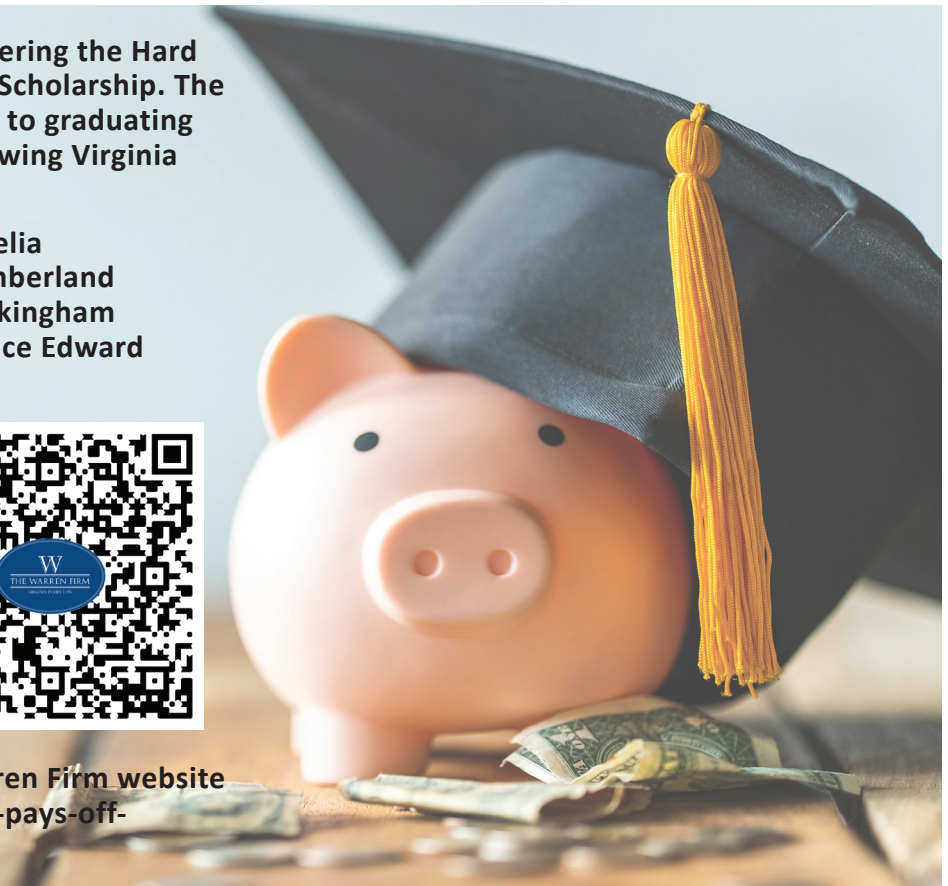 ering the Hard
Scholarship. The
to graduating
wing Virginia
elia
berland
kingham
ce Edward
W
THE WARREN FIRM
ren Firm website
-pays-off-